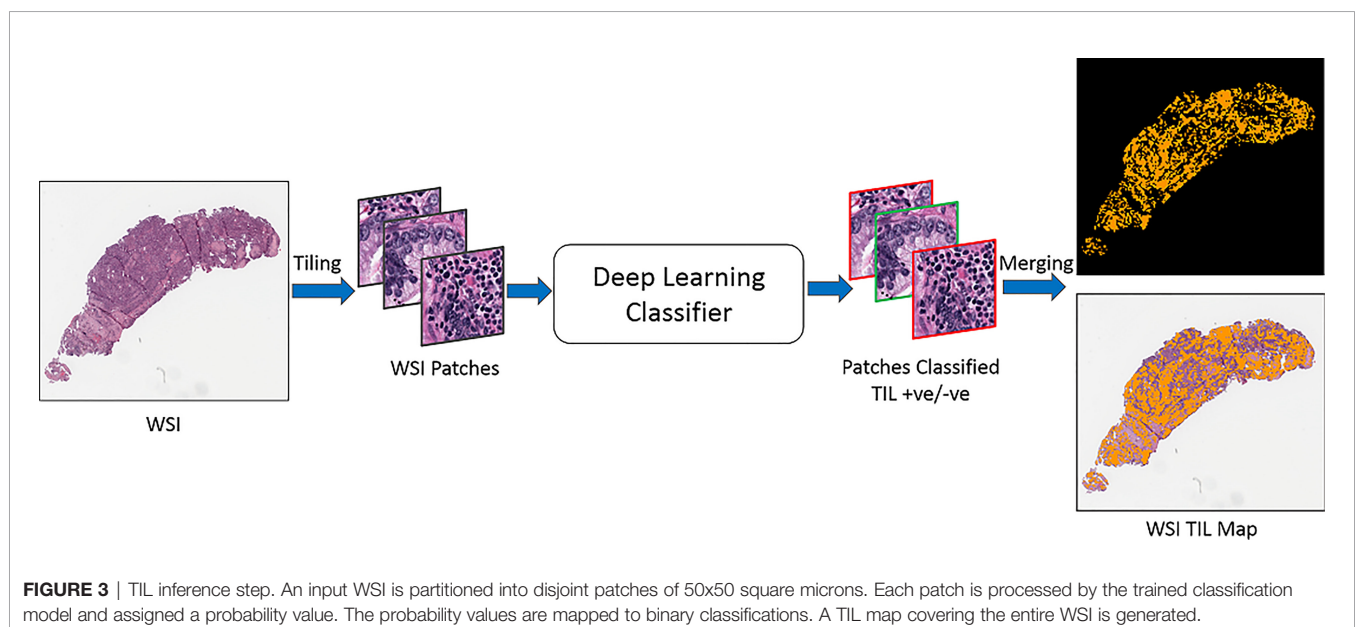 Tiling
Merging
Deep Learning
Classifier
WSI Patches
Patches Classified
TIL +ve/-ve
WSI
WSI TIL Map
FIGURE 3 | TIL inference step. An input WSI is partitioned into disjoint patches of 50x50 square microns. Each patch is processed by the trained classification
model and assigned a probability value. The probability values are mapped to binary classifications. A TIL map covering the entire WSI is generated.